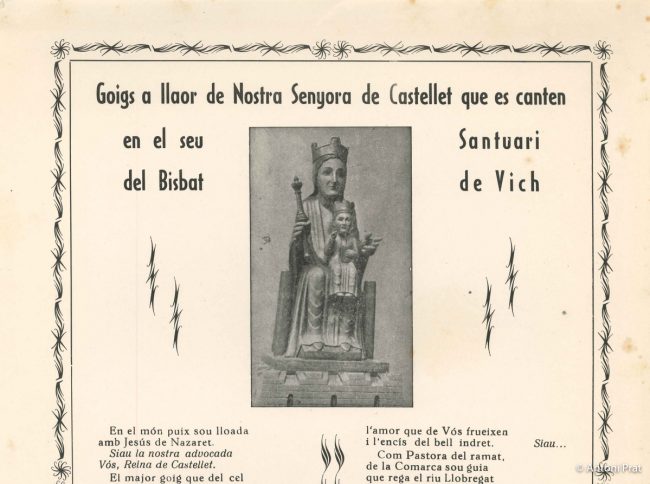 Goigs a llaor de Nostra Senyora de Castellet que es canten
en el seu Santuari
del Bisbat de Vich
En el món puix sou lloada
amb Jesús de Nazaret.
Siau la nostra advocada
Vós, Reina de Castellet.
El major goig que del cel
l'amor que de Vós frueixen
i l'encís del bell indret. Siau...
Com Pastora del ramat,
de la Comarca sou guia
que rega el riu Llobregat
© Antoni Prat